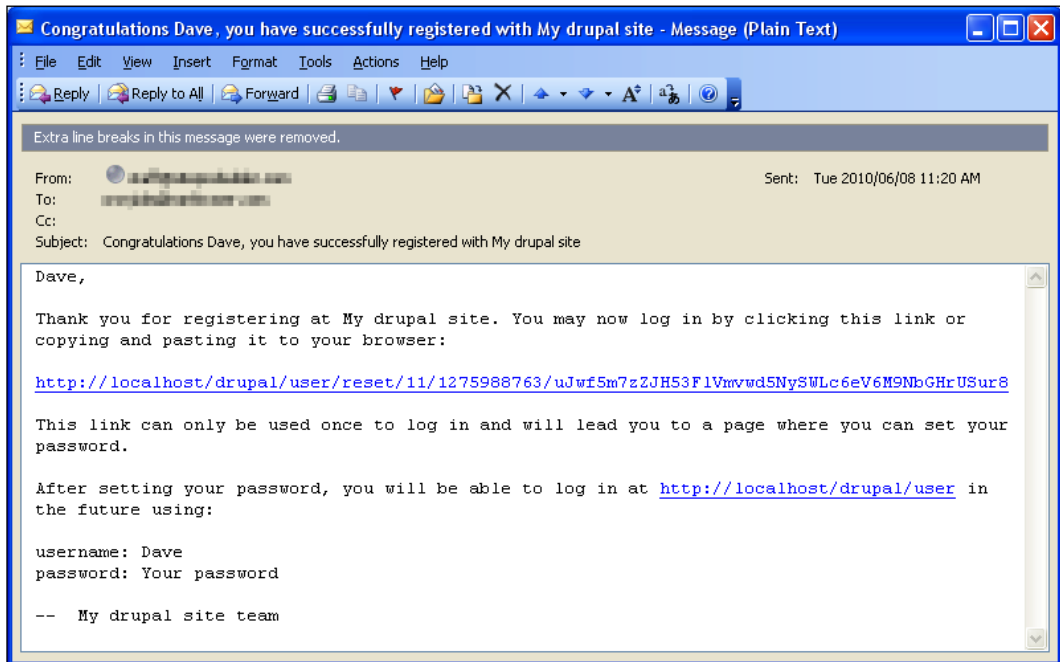 Congratulations Dave, you have successfully registered with My drupal site - Message (Plain Text)
File Edit View Insert Format Tools Actions Help
Reply Reply to All Forward
Extra line breaks in this message were removed.
From: Sent: Tue 2010/06/08 11:20 AM
To:
Cc:
Subject: Congratulations Dave, you have successfully registered with My drupal site
Dave,
Thank you for registering at My drupal site. You may now log in by clicking this link or
copying and pasting it to your browser:
http://localhost/drupal/user/reset/11/1275988763/uJwf5m7zZJH53FlVmvwd5NySWLc6eV6M9NbGHrUSur8
This link can only be used once to log in and will lead you to a page where you can set your
password.
After setting your password, you will be able to log in at http://localhost/drupal/user in
the future using:
username: Dave
password: Your password
-- My drupal site team